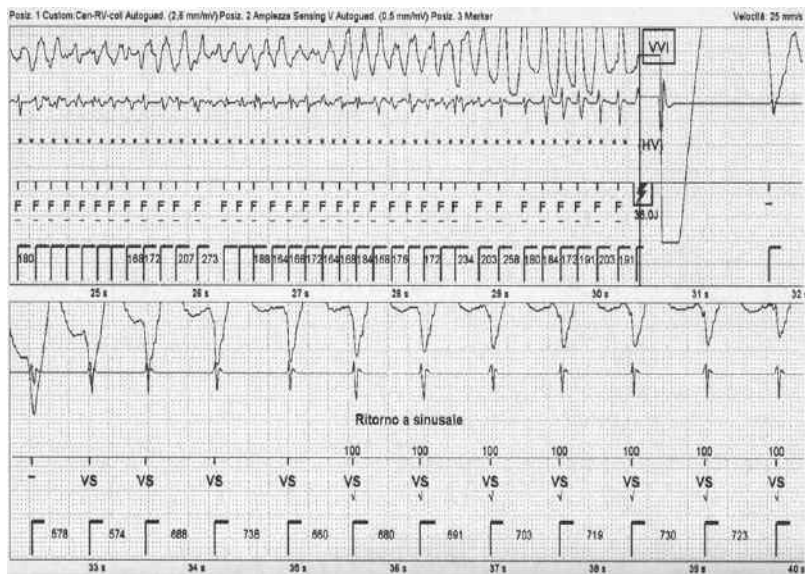 Posiz. 1 Custom:Can-RV-coil Autoguad. (2,6 mm/mV) Posiz. 2 Ampiezza Sensing V Autoguad. (0,5 mm/mV) Posiz. 3 Marker Velocità: 25 mm/s
VVI
HV
F F F F F F F F F F F F F F F F F F F F F F F F F F F F F F F F
36.0J
180 168 172 207 273 188 164 168 172 164 168 184 168 176 172 234 203 258 180 184 172 191 203 191
25 s 26 s 27 s 28 s 29 s 30 s 31 s 32
Ritorno a sinusale
100 100 100 100 100 100 100
- VS VS VS VS VS VS VS VS VS VS VS
578 574 688 738 660 680 691 703 719 730 723
33 s 34 s 35 s 36 s 37 s 38 s 39 s 40 s